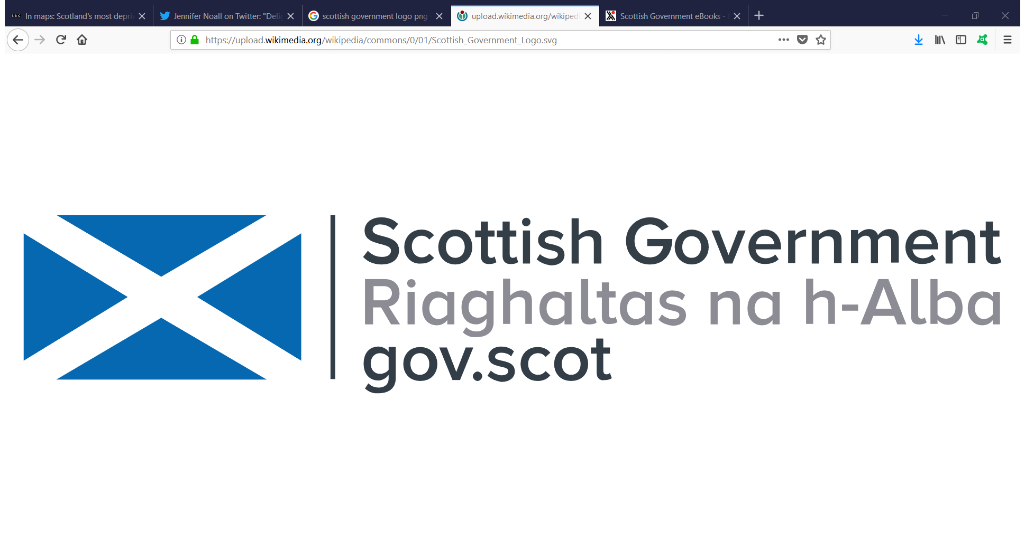 In maps: Scotland's most depri
Jennifer Noall on Twitter: "Deli
scottish government logo png
upload.wikimedia.org/wikipedi
Scottish Government eBooks -
https://upload.wikimedia.org/wikipedia/commons/0/01/Scottish_Government_Logo.svg
Scottish Government
Riaghaltas na h-Alba
gov.scot